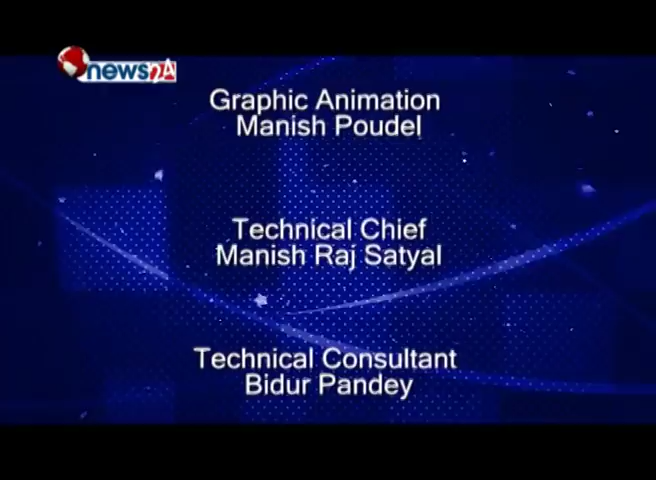 news24
Graphic Animation
Manish Poudel
Technical Chief
Manish Raj Satyal
Technical Consultant
Bidur Pandey